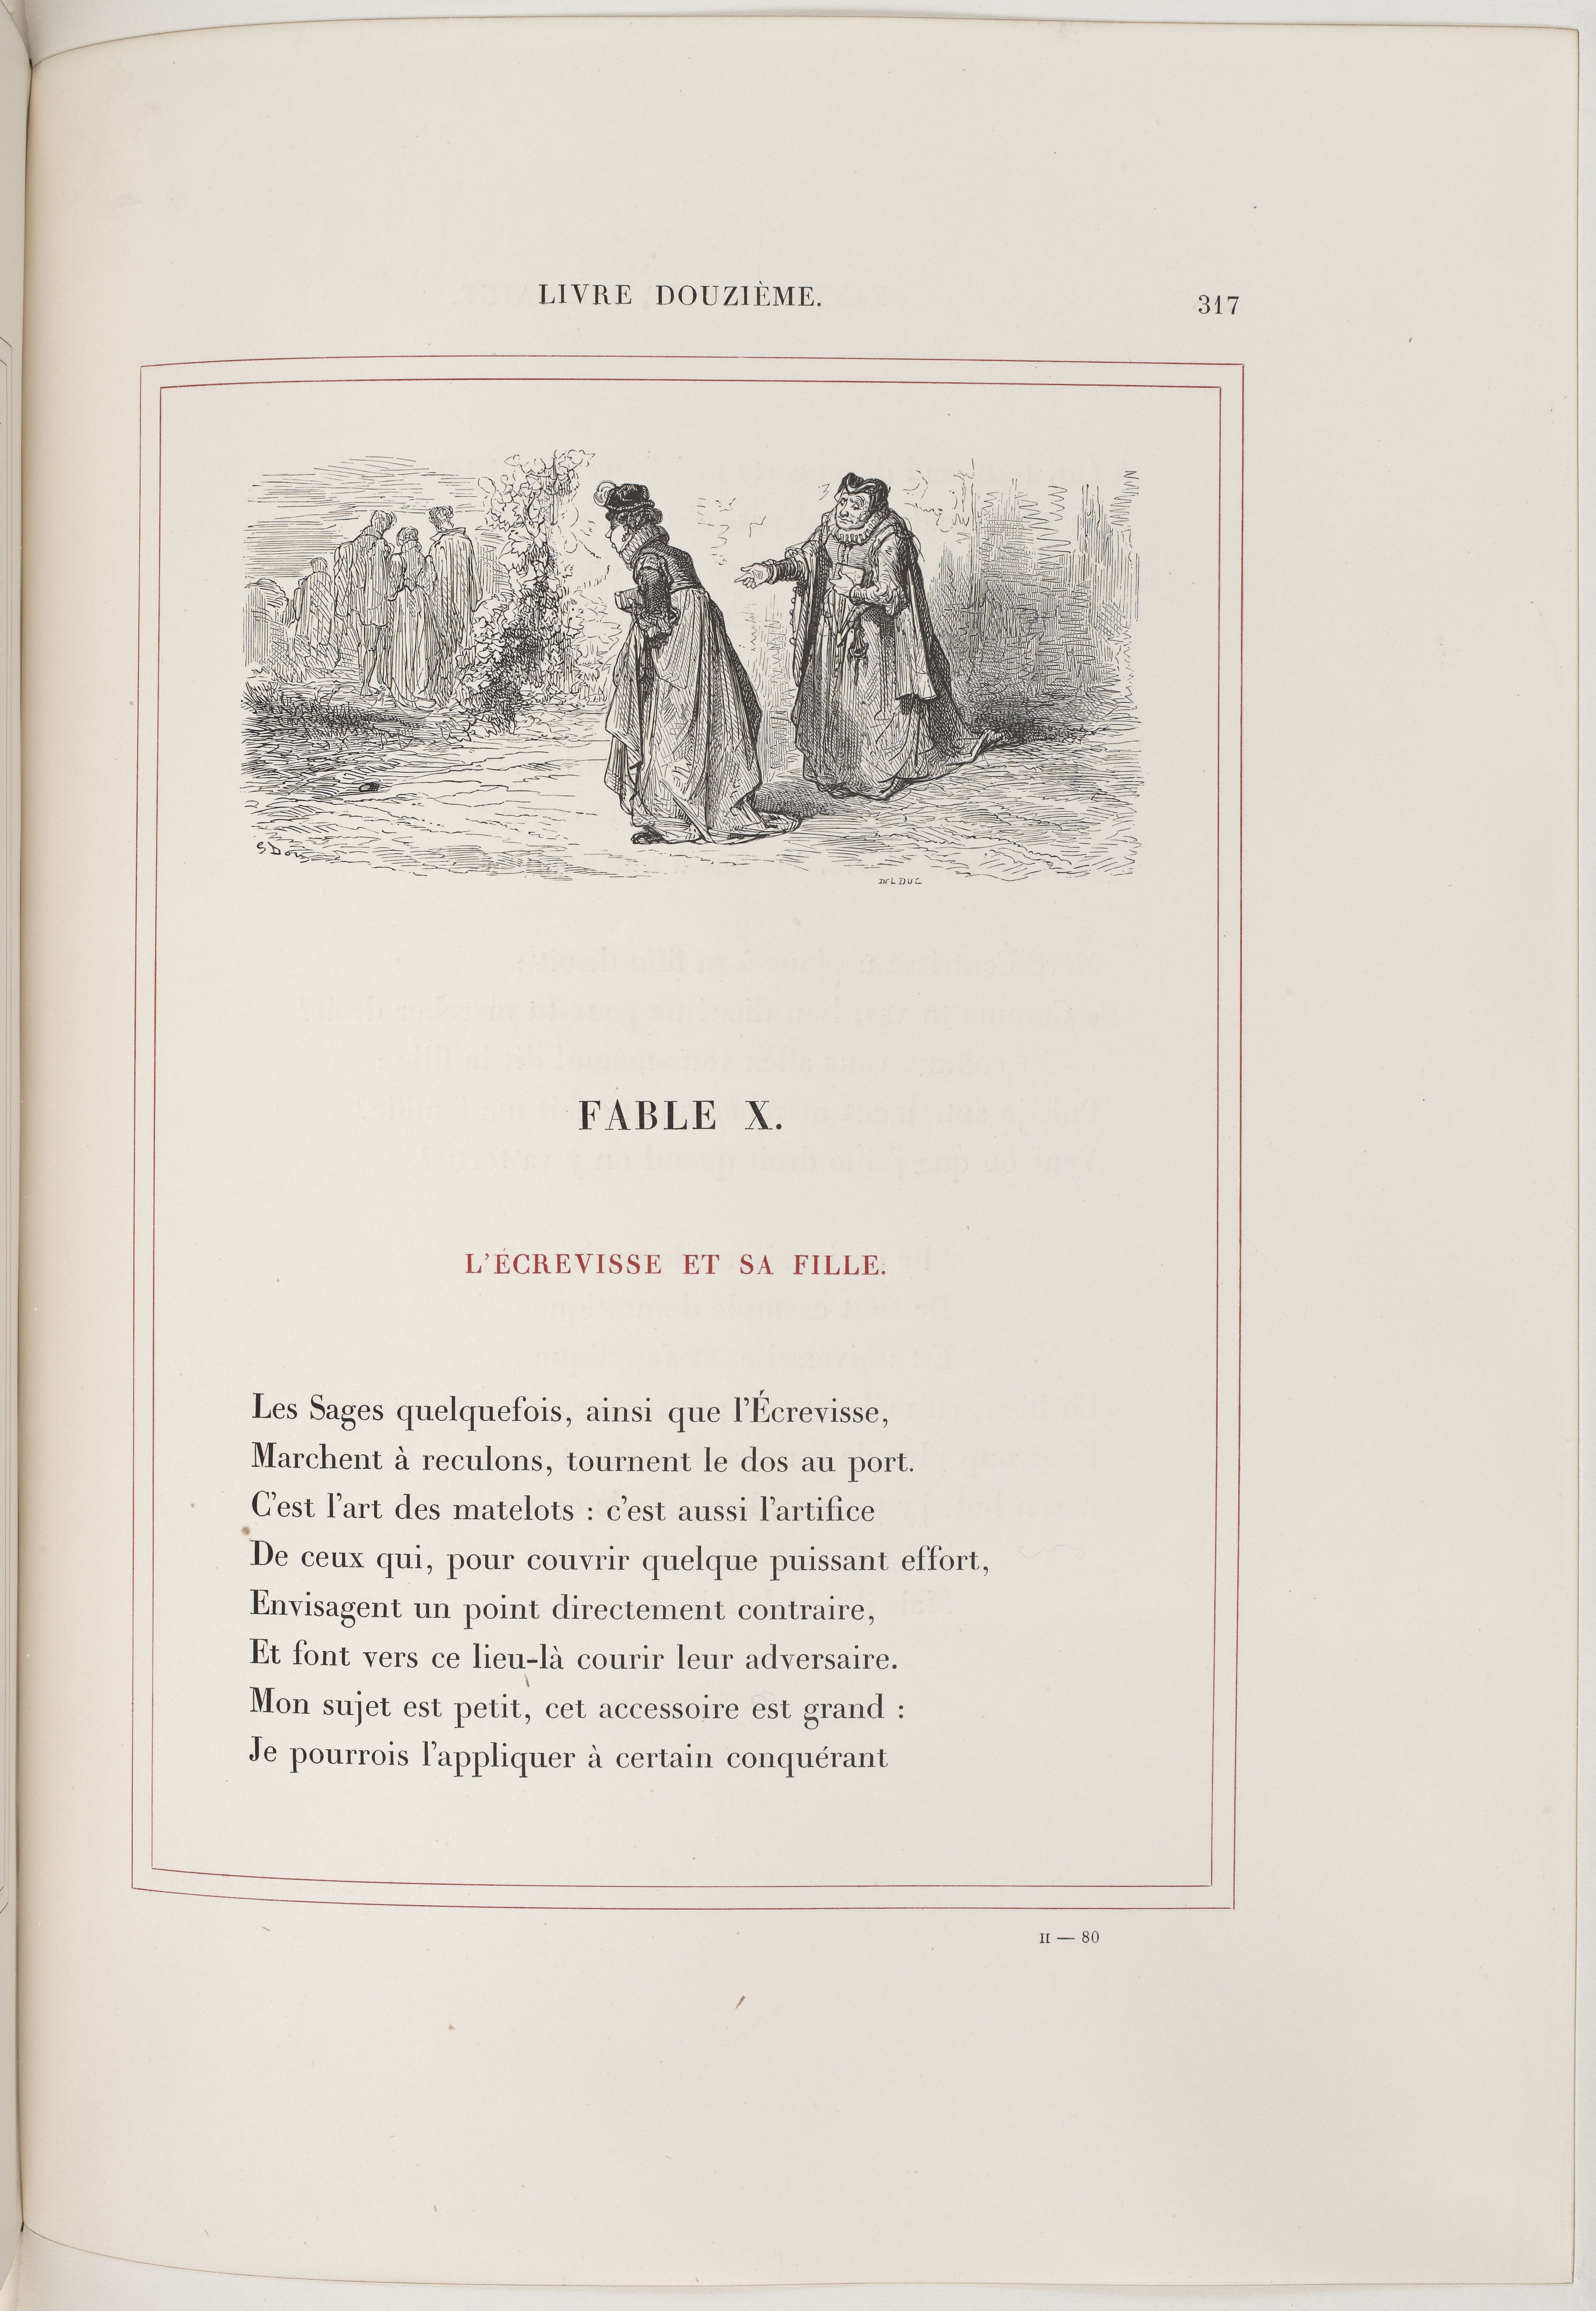 LIVRE DOUZIÈME.
317
G Doré
DELDUC
FABLE X.
L'ÉCREVISSE ET SA FILLE.
Les Sages quelquefois, ainsi que l'Écrevisse,
Marchent à reculons, tournent le dos au port.
C'est l'art des matelots : c'est aussi l'artifice
De ceux qui, pour couvrir quelque puissant effort,
Envisagent un point directement contraire,
Et font vers ce lieu-là courir leur adversaire.
Mon sujet est petit, cet accessoire est grand :
Je pourrois l'appliquer à certain conquérant
II — 80